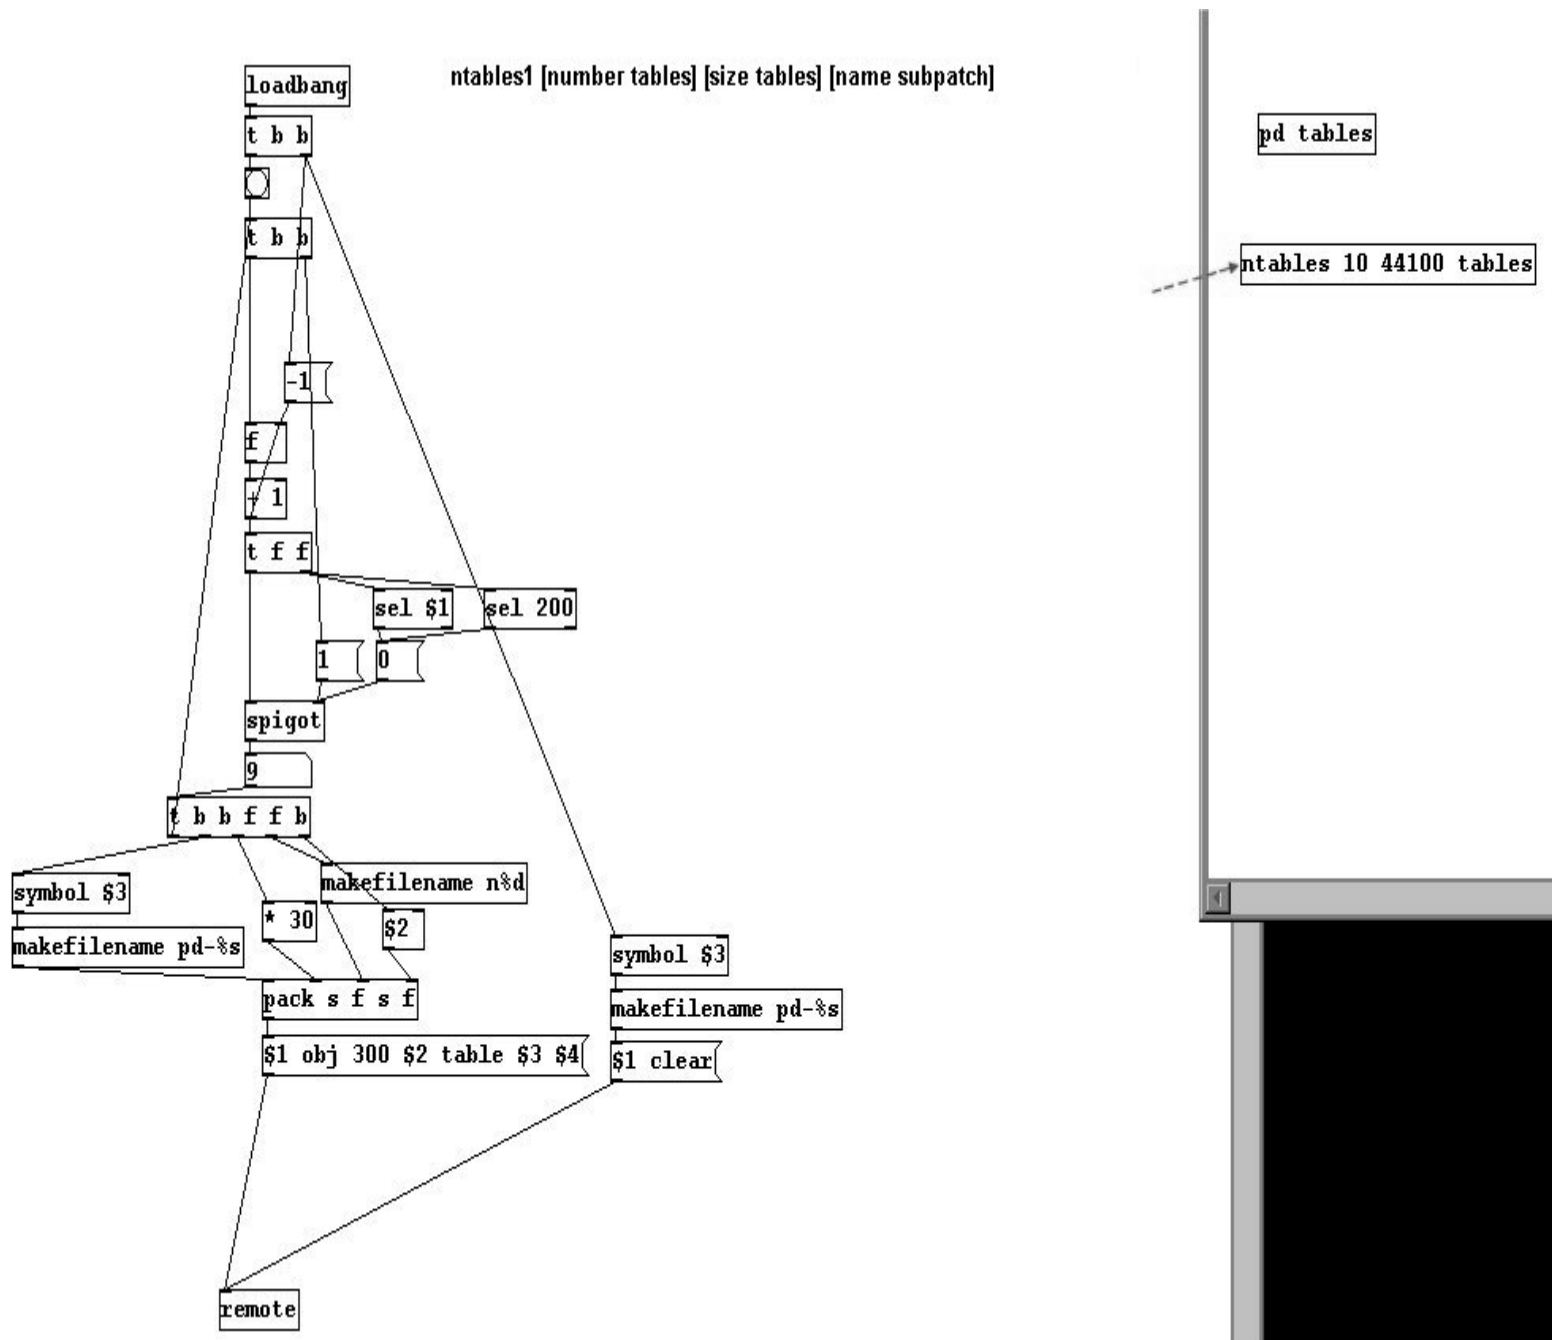 loadbang
ntables1 [number tables] [size tables] [name subpatch]
t b b
t b b
-1
f
+ 1
t f f
sel $1
sel 200
1
0
spigot
9
t b b f f b
symbol $3
makefilename n%d
* 30
$2
makefilename pd-%s
pack s f s f
$1 obj 300 $2 table $3 $4
symbol $3
makefilename pd-%s
$1 clear
remote
pd tables
ntables 10 44100 tables